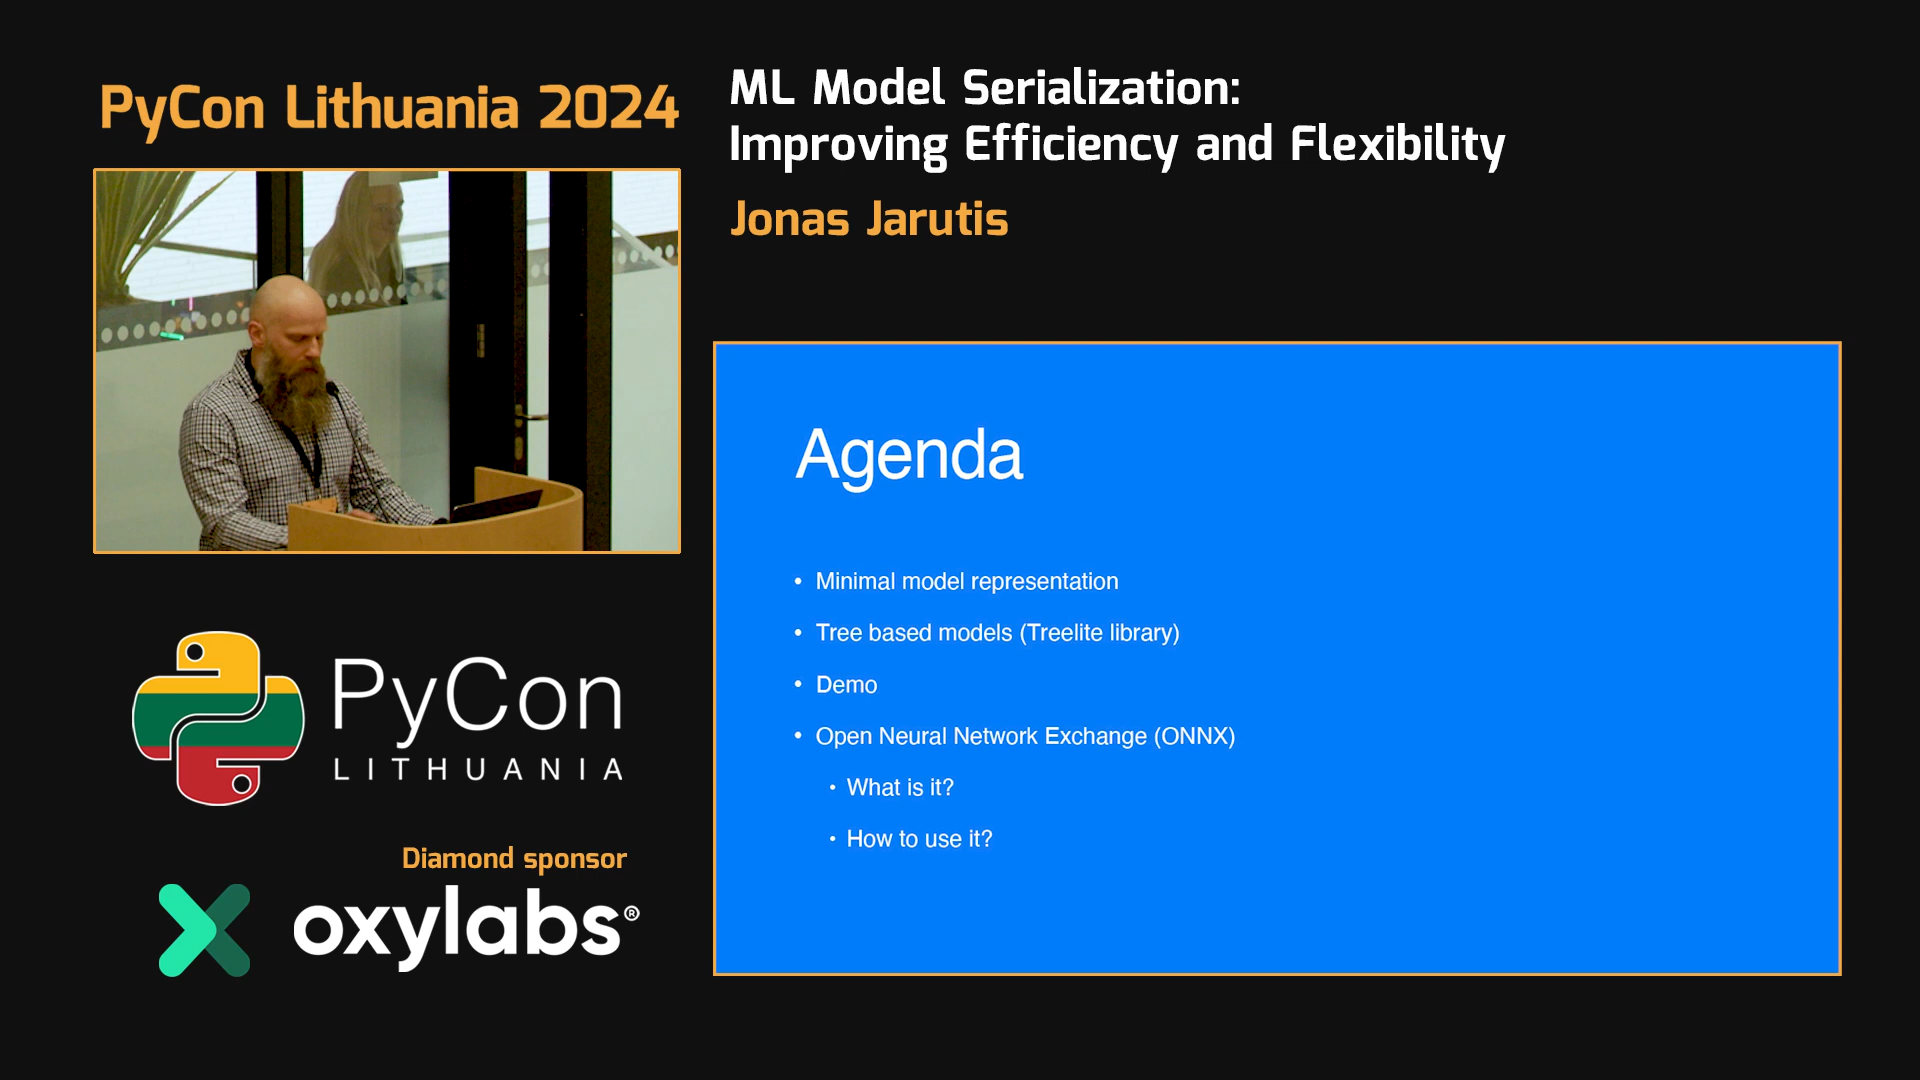 PyCon Lithuania 2024
ML Model Serialization:
Improving Efficiency and Flexibility
Jonas Jarutis
Agenda
• Minimal model representation
• Tree based models (Treelite library)
• Demo
• Open Neural Network Exchange (ONNX)
• What is it?
• How to use it?
PyCon
LITHUANIA
Diamond sponsor
oxylabs®